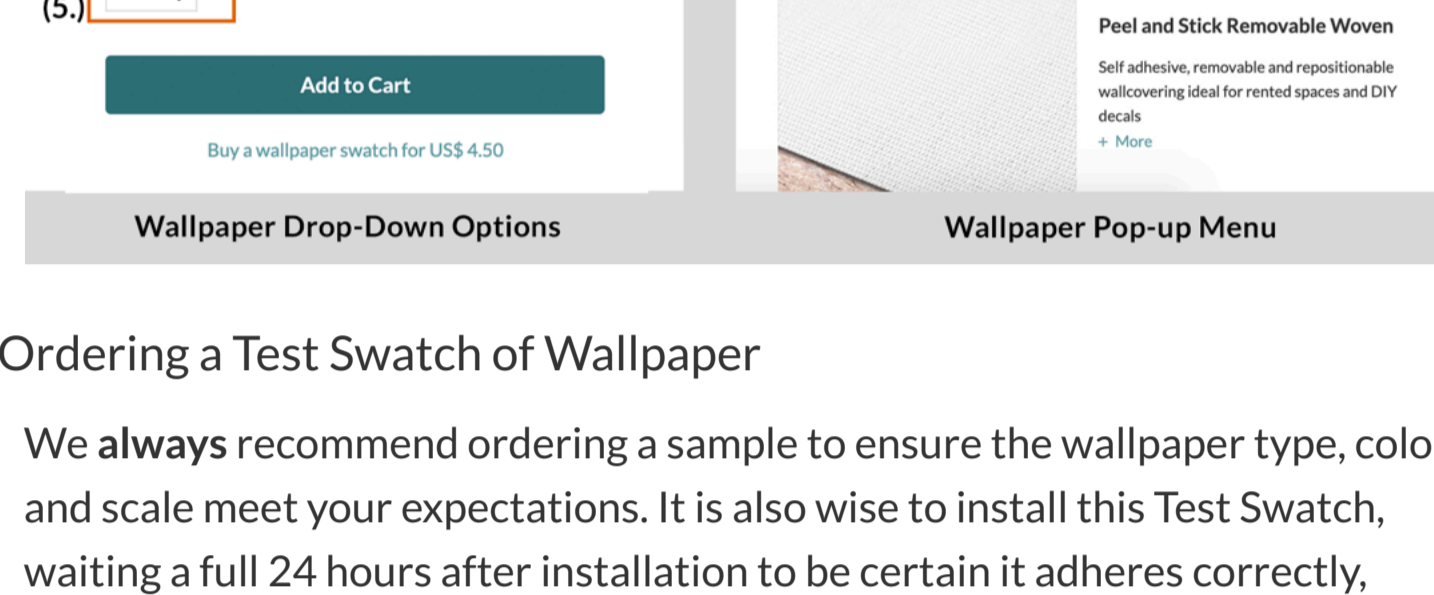 (5.)
Add to Cart
Buy a wallpaper swatch for US$ 4.50
Wallpaper Drop-Down Options
Peel and Stick Removable Woven
Self adhesive, removable and repositionable
wallcovering ideal for rented spaces and DIY
decals
+ More
Wallpaper Pop-up Menu
Ordering a Test Swatch of Wallpaper
We always recommend ordering a sample to ensure the wallpaper type, colo
and scale meet your expectations. It is also wise to install this Test Swatch,
waiting a full 24 hours after installation to be certain it adheres correctly,